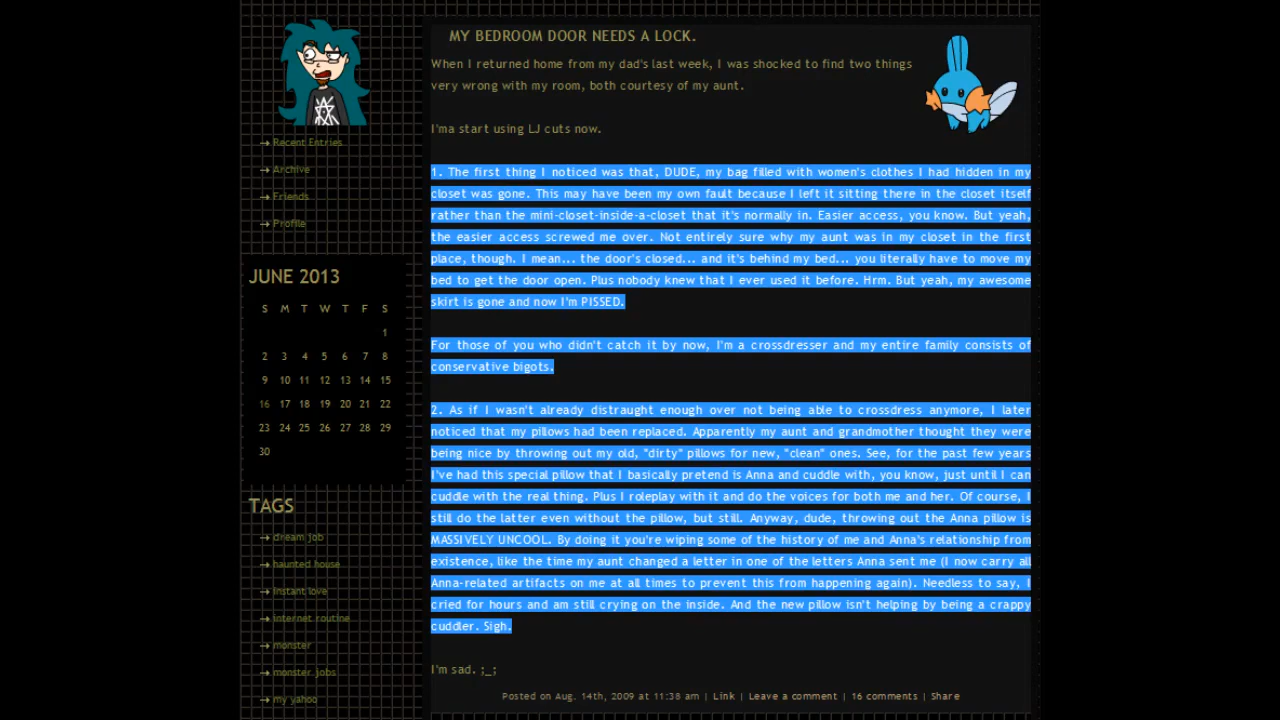 MY BEDROOM DOOR NEEDS A LOCK.
When I returned home from my dad's last week, I was shocked to find two things
very wrong with my room, both courtesy of my aunt.
I'ma start using LJ cuts now.
1. The first thing I noticed was that, DUDE, my bag filled with women's clothes I had hidden in my
closet was gone. This may have been my own fault because I left it sitting there in the closet itself
rather than the mini-closet-inside-a-closet that it's normally in. Easier access, you know. But yeah,
the easier access screwed me over. Not entirely sure why my aunt was in my closet in the first
place, though. I mean... the door's closed... and it's behind my bed... you literally have to move my
bed to get the door open. Plus nobody knew that I ever used it before. Hrm. But yeah, my awesome
skirt is gone and now I'm PISSED.
For those of you who didn't catch it by now, I'm a crossdresser and my entire family consists of
conservative bigots.
2. As if I wasn't already distraught enough over not being able to crossdress anymore, I later
noticed that my pillows had been replaced. Apparently my aunt and grandmother thought they were
being nice by throwing out my old, "dirty" pillows for new, "clean" ones. See, for the past few years
I've had this special pillow that I basically pretend is Anna and cuddle with, you know, just until I can
cuddle with the real thing. Plus I roleplay with it and do the voices for both me and her. Of course, I
still do the latter even without the pillow, but still. Anyway, dude, throwing out the Anna pillow is
MASSIVELY UNCOOL. By doing it you're wiping some of the history of me and Anna's relationship from
existence, like the time my aunt changed a letter in one of the letters Anna sent me (I now carry all
Anna-related artifacts on me at all times to prevent this from happening again). Needless to say, I
cried for hours and am still crying on the inside. And the new pillow isn't helping by being a crappy
cuddler. Sigh.
I'm sad. ;_;
Posted on Aug. 14th, 2009 at 11:38 am | Link | Leave a comment | 16 comments | Share
→ Recent Entries
→ Archive
→ Friends
→ Profile
JUNE 2013
S M T W T F S
1
2 3 4 5 6 7 8
9 10 11 12 13 14 15
16 17 18 19 20 21 22
23 24 25 26 27 28 29
30
TAGS
→ dream job
→ haunted house
→ instant love
→ internet routine
→ monster
→ monster jobs
→ my yahoo